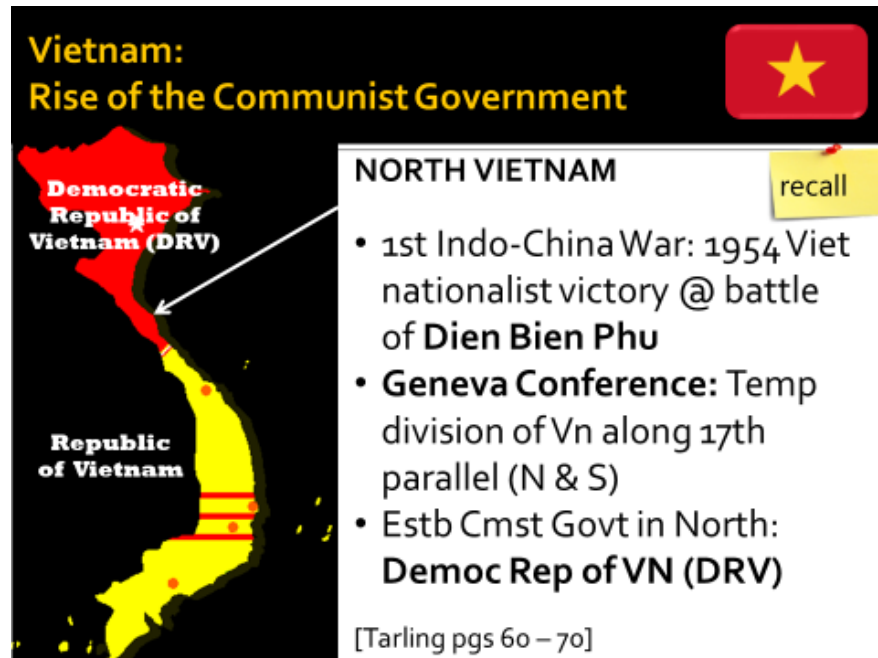 Vietnam:
Rise of the Communist Government
Democratic
Republic of
Vietnam (DRV)
Republic
of Vietnam
NORTH VIETNAM
recall
• 1st Indo-China War: 1954 Viet
nationalist victory @ battle
of Dien Bien Phu
• Geneva Conference: Temp
division of Vn along 17th
parallel (N & S)
• Estb Cmst Govt in North:
Democ Rep of VN (DRV)
[Tarling pgs 60 – 70]